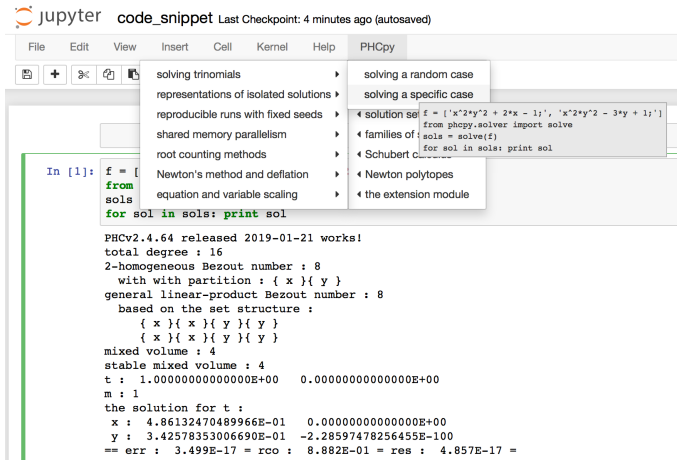 jupyter code_snippet Last Checkpoint: 4 minutes ago (autosaved)
File Edit View Insert Cell Kernel Help PHCpy
solving trinomials
representations of isolated solutions
reproducible runs with fixed seeds
shared memory parallelism
root counting methods
Newton's method and deflation
equation and variable scaling
solving a random case
solving a specific case
solution se
families of
Schubert calculus
Newton polytopes
the extension module
f = ['x^2*y^2 + 2*x - 1;', 'x^2*y^2 - 3*y + 1;']
from phcpy.solver import solve
sols = solve(f)
for sol in sols: print sol
In [1]: f = [
from
sols
for sol in sols: print sol
PHCv2.4.64 released 2019-01-21 works!
total degree : 16
2-homogeneous Bezout number : 8
with with partition : { x }{ y }
general linear-product Bezout number : 8
based on the set structure :
{ x }{ x }{ y }{ y }
{ x }{ x }{ y }{ y }
mixed volume : 4
stable mixed volume : 4
t : 1.00000000000000E+00 0.00000000000000E+00
m : 1
the solution for t :
x : 4.86132470489966E-01 0.00000000000000E+00
y : 3.42578353006690E-01 -2.28597478256455E-100
== err : 3.499E-17 = rco : 8.882E-01 = res : 4.857E-17 =